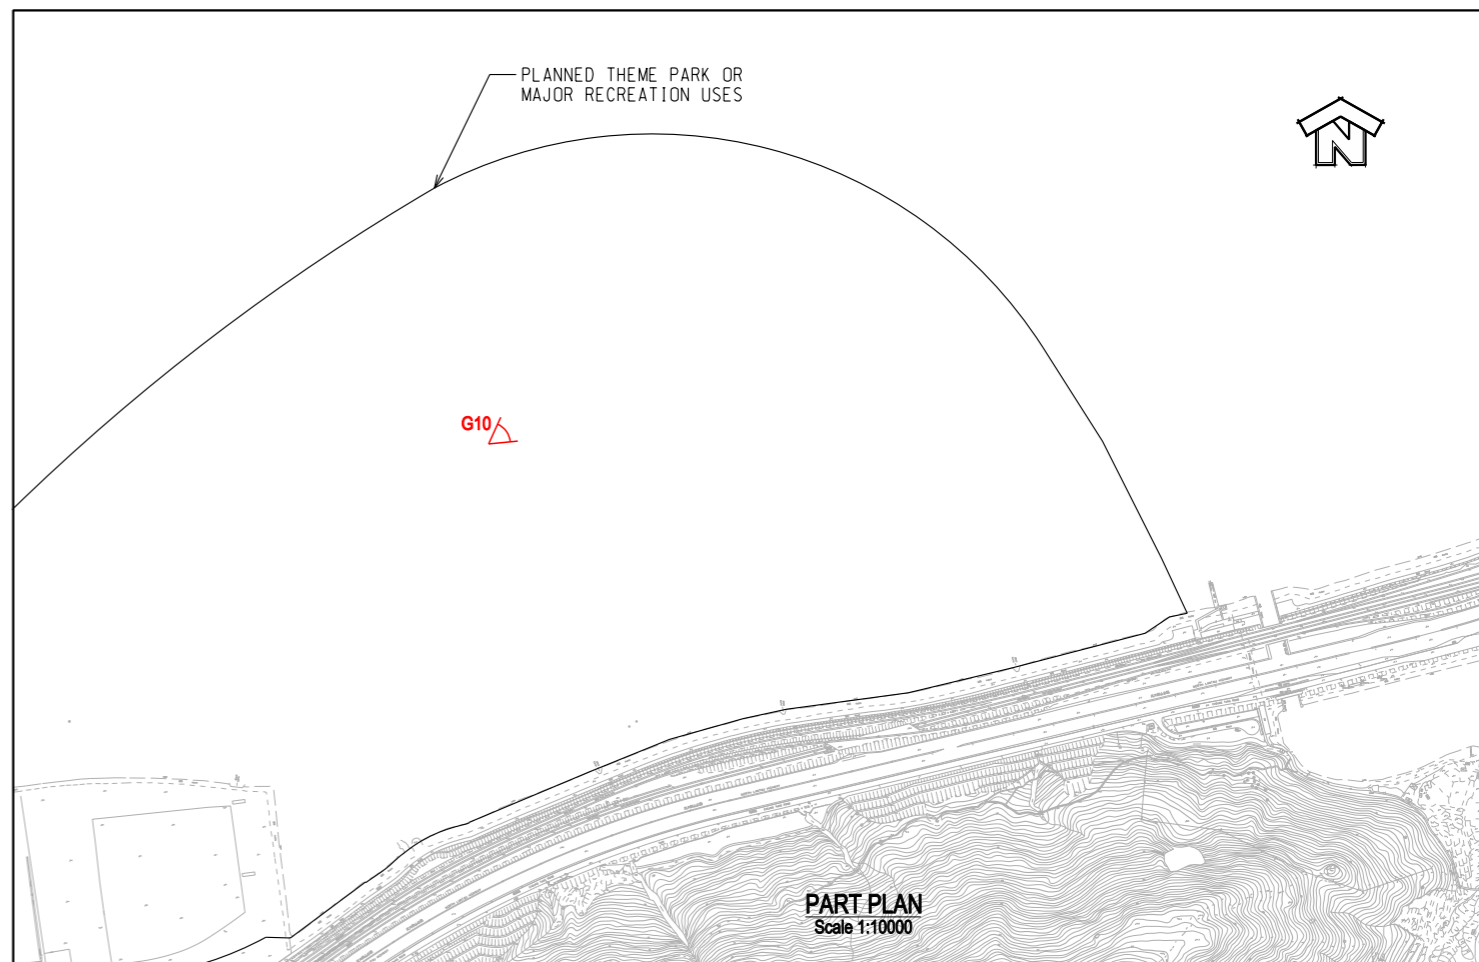 PLANNED THEME PARK OR
MAJOR RECREATION USES
N
G10
PART PLAN
Scale 1:10000